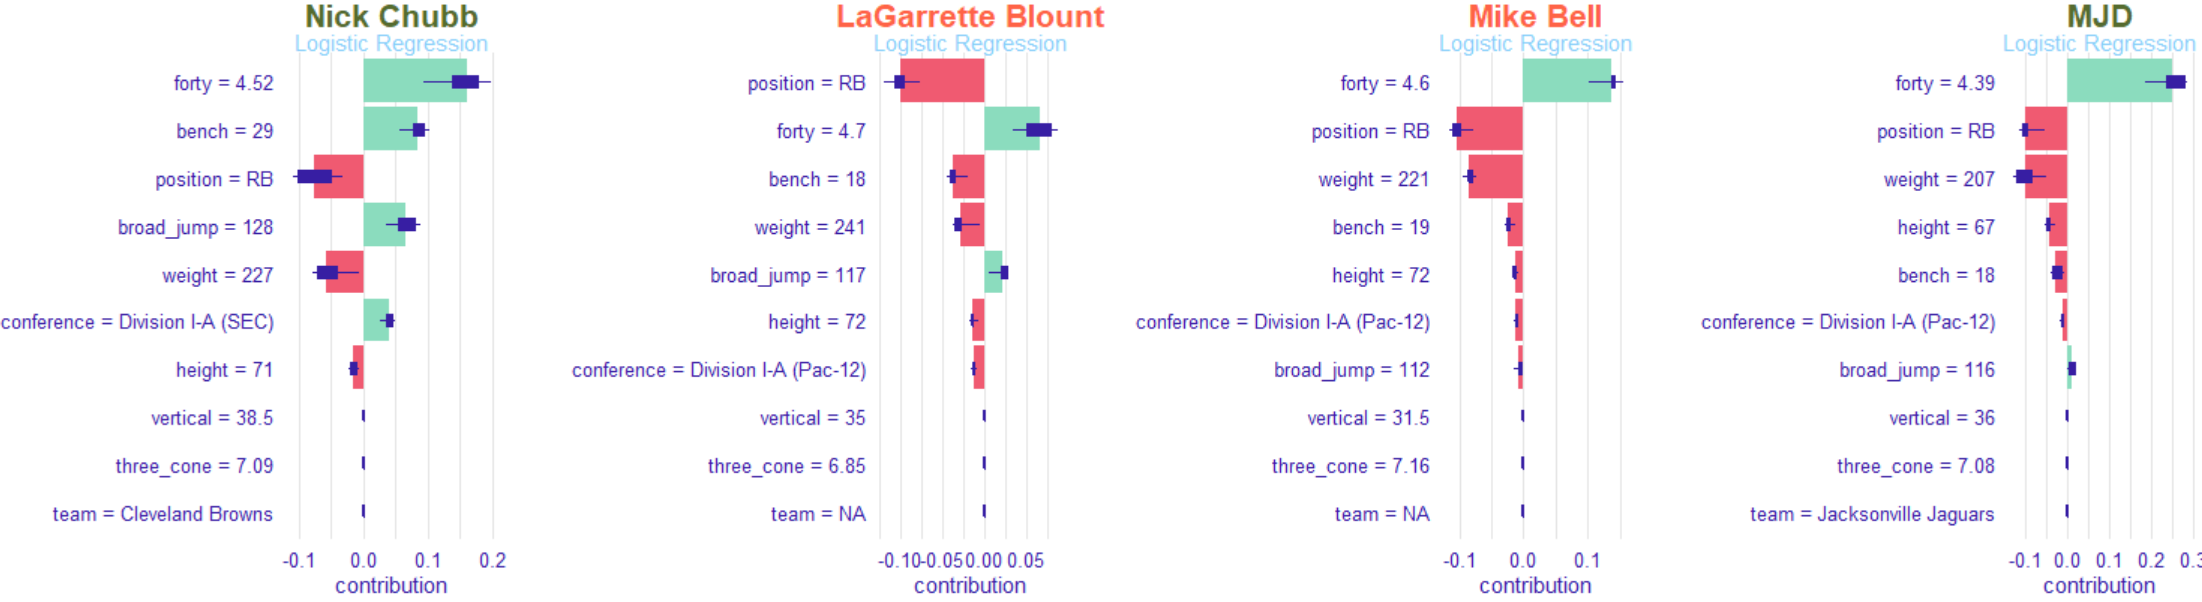 Nick Chubb
Logistic Regression
forty = 4.52
bench = 29
position = RB
broad_jump = 128
weight = 227
conference = Division I-A (SEC)
height = 71
vertical = 38.5
three_cone = 7.09
team = Cleveland Browns
-0.1 0.0 0.1 0.2
contribution
LaGarrette Blount
Logistic Regression
position = RB
forty = 4.7
bench = 18
weight = 241
broad_jump = 117
height = 72
conference = Division I-A (Pac-12)
vertical = 35
three_cone = 6.85
team = NA
-0.10 -0.05 0.00 0.05
contribution
Mike Bell
Logistic Regression
forty = 4.6
position = RB
weight = 221
bench = 19
height = 72
conference = Division I-A (Pac-12)
broad_jump = 112
vertical = 31.5
three_cone = 7.16
team = NA
-0.1 0.0 0.1
contribution
MJD
Logistic Regression
forty = 4.39
position = RB
weight = 207
height = 67
bench = 18
conference = Division I-A (Pac-12)
broad_jump = 116
vertical = 36
three_cone = 7.08
team = Jacksonville Jaguars
-0.1 0.0 0.1 0.2 0.3
contribution